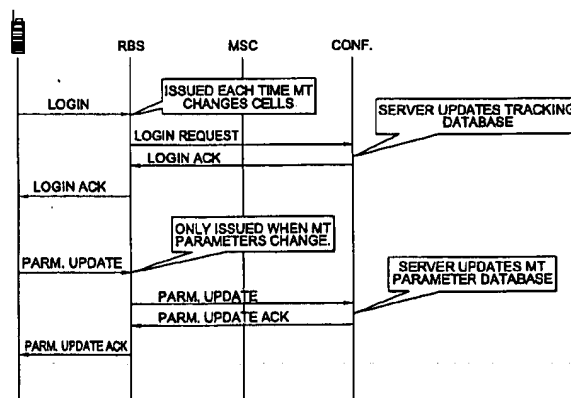 RBS MSC CONF.
ISSUED EACH TIME MT
CHANGES CELLS
LOGIN
SERVER UPDATES TRACKING
DATABASE
LOGIN REQUEST
LOGIN ACK
LOGIN ACK
ONLY ISSUED WHEN MT
PARAMETERS CHANGE.
PARM. UPDATE
SERVER UPDATES MT
PARAMETER DATABASE
PARM. UPDATE
PARM. UPDATE ACK
PARM. UPDATE ACK